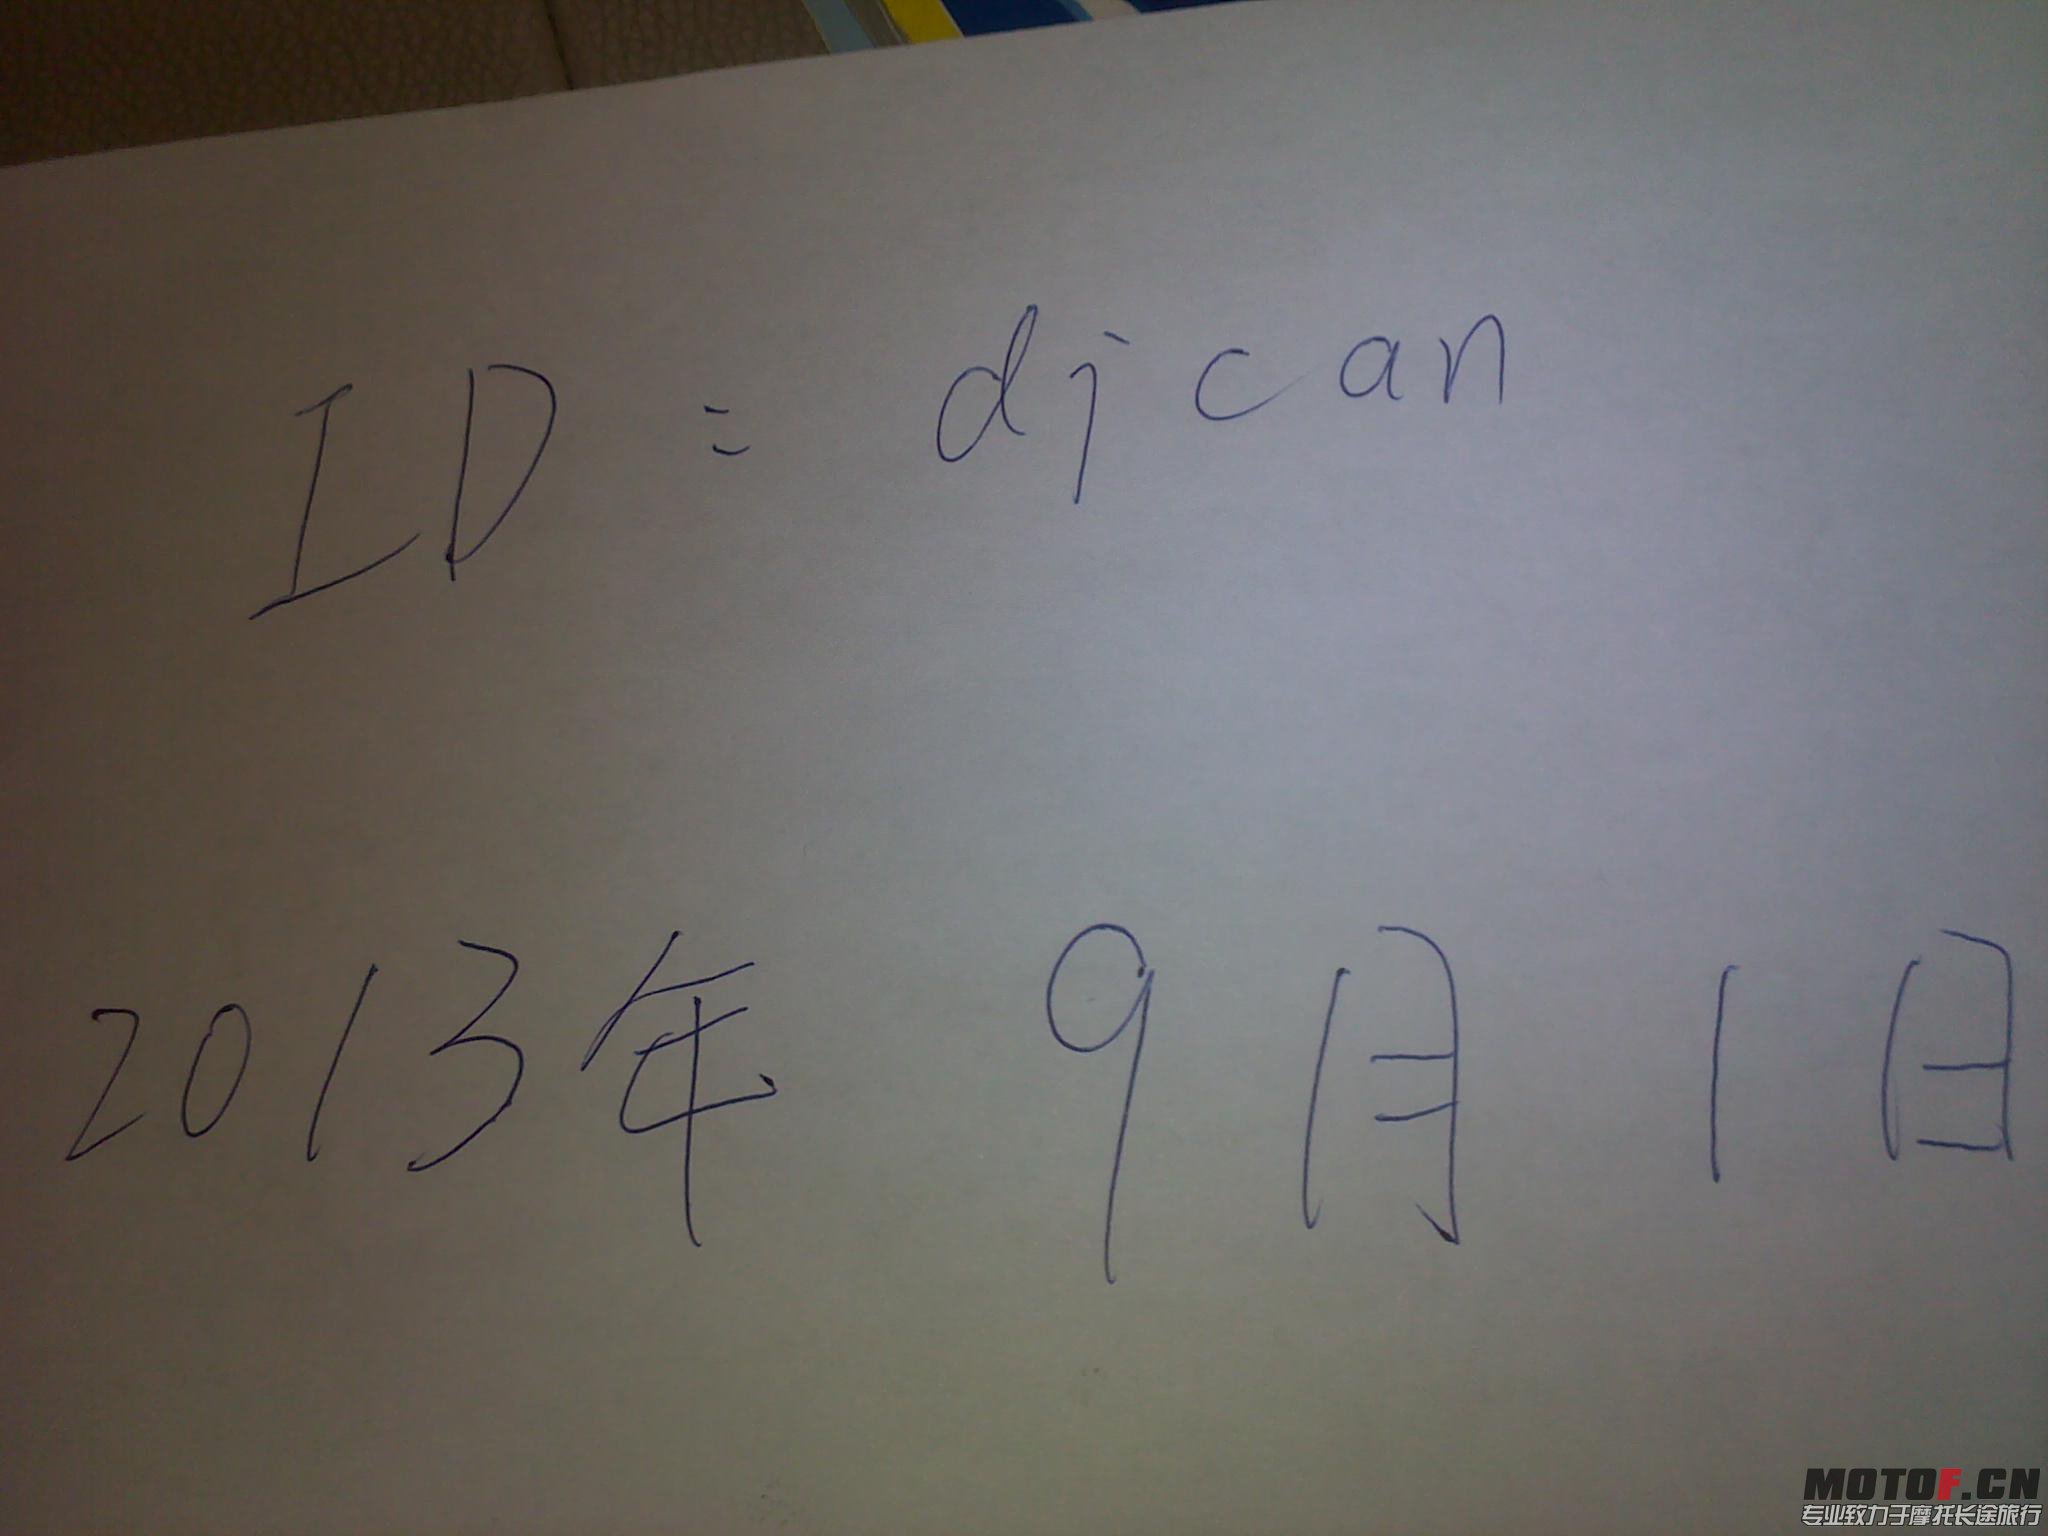 ID = djcan
2013年 9月 1日
MOTOF.CN
专业致力于摩托长途旅行